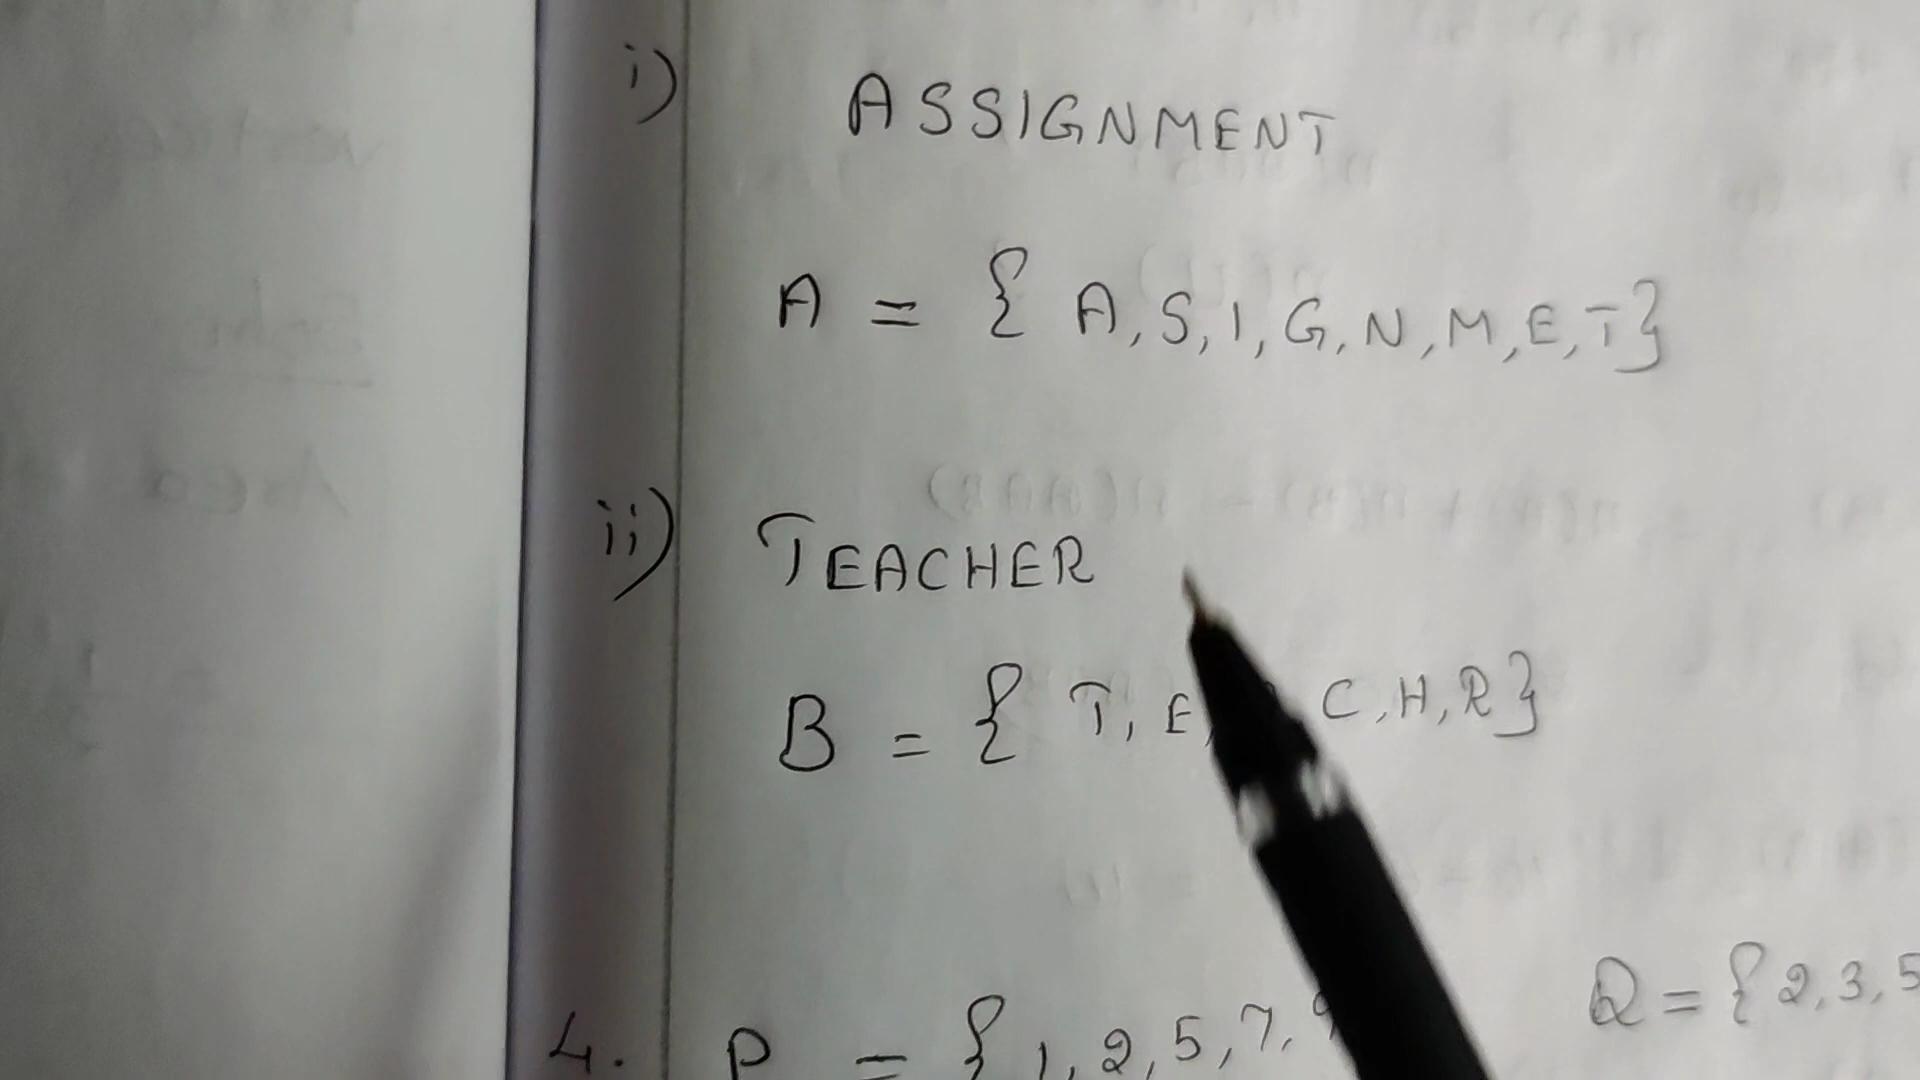 i) ASSIGNMENT
A = { A, S, I, G, N, M, E, T}
ii) TEACHER
B = { T, E, C, H, R}
4. P = { 1, 2, 5, 7, Q = { 2, 3, 5